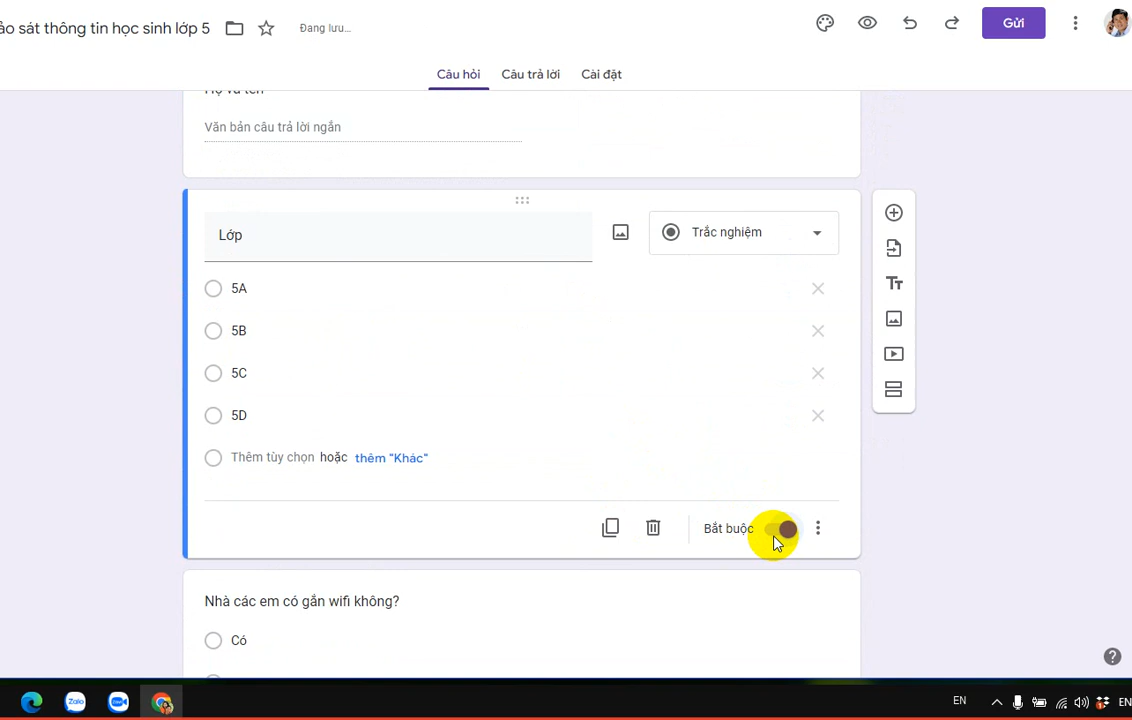 ảo sát thông tin học sinh lớp 5
Đang lưu...
Gửi
Câu hỏi
Câu trả lời
Cài đặt
Họ và tên
Văn bản câu trả lời ngắn
Lớp
Trắc nghiệm
5A
5B
5C
5D
Thêm tùy chọn hoặc thêm "Khác"
Bắt buộc
Nhà các em có gắn wifi không?
Có
Zalo
EN
EN